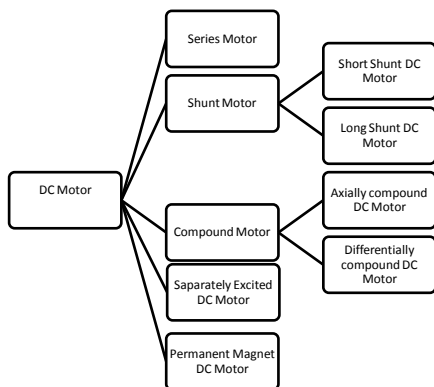 DC Motor
Series Motor
Shunt Motor
Short Shunt DC
Motor
Long Shunt DC
Motor
Compound Motor
Axially compound
DC Motor
Differentially
compound DC
Motor
Saparately Excited
DC Motor
Permanent Magnet
DC Motor